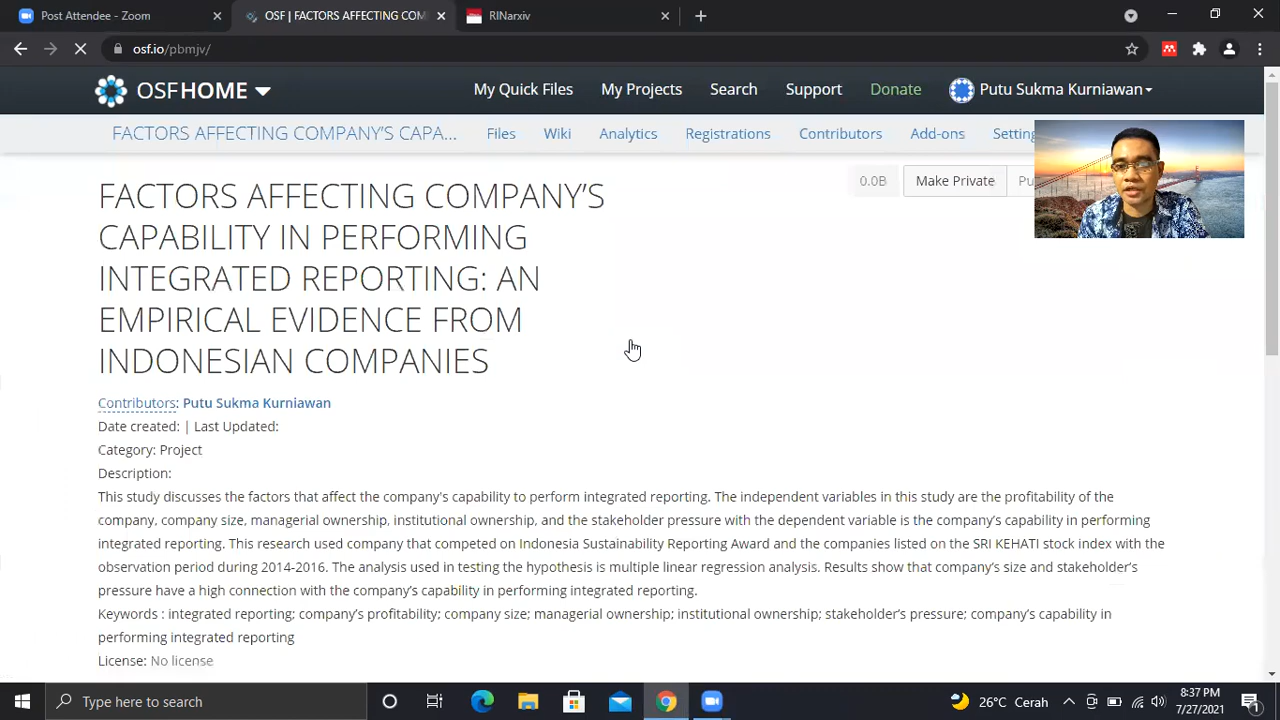 Post Attendee - Zoom
OSF | FACTORS AFFECTING COM
RINarxiv
osf.io/pbmjv/
OSFHOME
My Quick Files
My Projects
Search
Support
Donate
Putu Sukma Kurniawan
FACTORS AFFECTING COMPANY'S CAPA...
Files
Wiki
Analytics
Registrations
Contributors
Add-ons
Setting
0.0B
Make Private
Pu
FACTORS AFFECTING COMPANY'S
CAPABILITY IN PERFORMING
INTEGRATED REPORTING: AN
EMPIRICAL EVIDENCE FROM
INDONESIAN COMPANIES
Contributors: Putu Sukma Kurniawan
Date created: | Last Updated:
Category: Project
Description:
This study discusses the factors that affect the company's capability to perform integrated reporting. The independent variables in this study are the profitability of the
company, company size, managerial ownership, institutional ownership, and the stakeholder pressure with the dependent variable is the company's capability in performing
integrated reporting. This research used company that competed on Indonesia Sustainability Reporting Award and the companies listed on the SRI KEHATI stock index with the
observation period during 2014-2016. The analysis used in testing the hypothesis is multiple linear regression analysis. Results show that company's size and stakeholder's
pressure have a high connection with the company's capability in performing integrated reporting.
Keywords : integrated reporting; company's profitability; company size; managerial ownership; institutional ownership; stakeholder's pressure; company's capability in
performing integrated reporting
License: No license
Type here to search
26°C Cerah
8:37 PM
7/27/2021
1